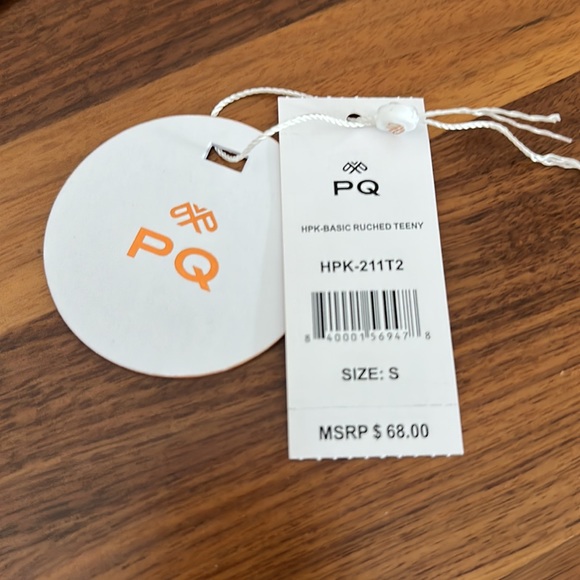 PQ
PQ
HPK-BASIC RUCHED TEENY
HPK-211T2
8 40001 56947 8
SIZE: S
MSRP $ 68.00